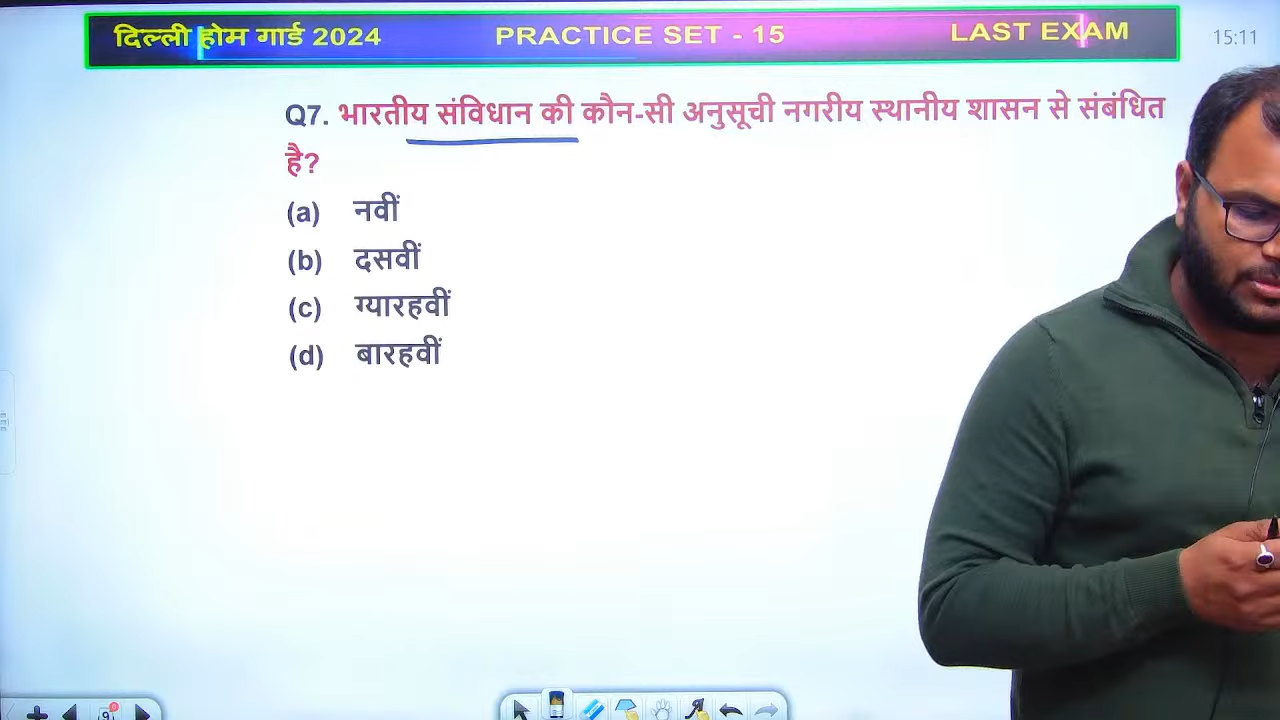 दिल्ली होम गार्ड 2024 PRACTICE SET - 15 LAST EXAM
15:11
Q7. भारतीय संविधान की कौन-सी अनुसूची नगरीय स्थानीय शासन से संबंधित
है?
(a) नवीं
(b) दसवीं
(c) ग्यारहवीं
(d) बारहवीं